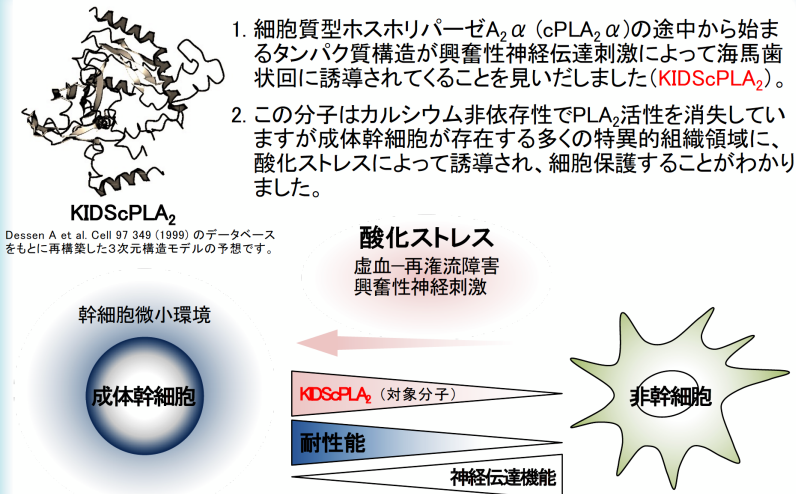 1. 細胞質型ホスホリパーゼA2α (cPLA2α)の途中から始ま
るタンパク質構造が興奮性神経伝達刺激によって海馬歯
状回に誘導されてくることを見いだしました(KIDScPLA2)。
2. この分子はカルシウム非依存性でPLA2活性を消失してい
ますが成体幹細胞が存在する多くの特異的組織領域に、
酸化ストレスによって誘導され、細胞保護することがわかり
ました。
KIDScPLA2
Dessen A et al. Cell 97 349 (1999) のデータベース
をもとに再構築した3次元構造モデルの予想です。
酸化ストレス
虚血−再潅流障害
興奮性神経刺激
幹細胞微小環境
成体幹細胞
KIDScPLA2 (対象分子)
耐性能
神経伝達機能
非幹細胞